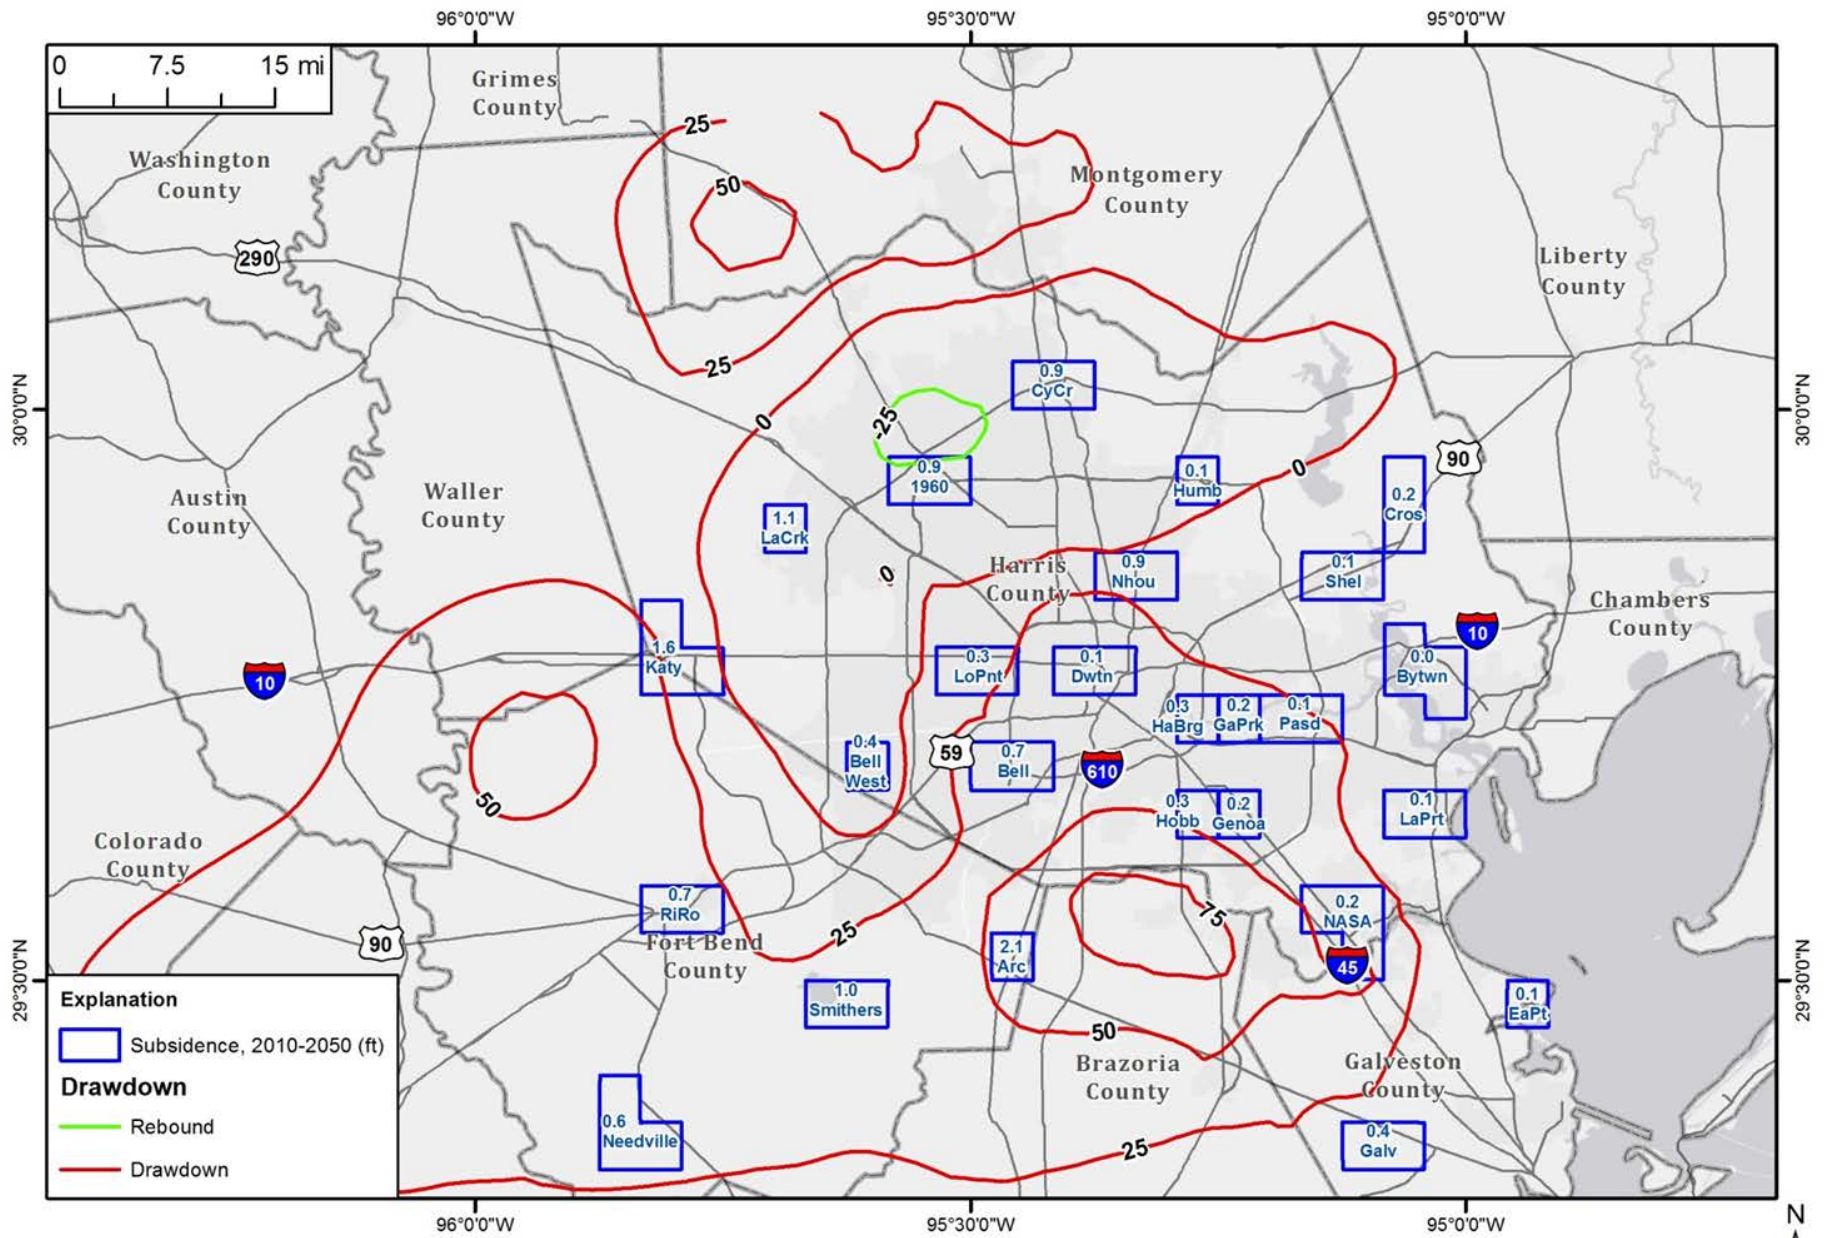 96°0'0"W
95°30'0"W
95°0'0"W
0
7.5
15 mi
Grimes
County
25
Washington
County
50
Montgomery
County
290
Liberty
County
25
0.9
CyCr
30°0'0"N
30°0'0"N
0
-25
90
0
0.9
1960
0.1
Humb
Austin
County
Waller
County
0.2
Cros
1.1
LaCrk
0
Harris
County
0.9
Nhou
0.1
Shel
Chambers
County
10
1.6
Katy
0.3
LoPnt
0.1
Dwtn
0.0
Bytwn
10
0.3
HaBrg
0.2
GaPrk
0.1
Pasd
0.4
Bell
West
59
0.7
Bell
610
50
0.3
Hobb
0.2
Genoa
0.1
LaPrt
Colorado
County
0.7
RiRo
75
0.2
NASA
25
90
Fort Bend
County
2.1
Arc
45
29°30'0"N
29°30'0"N
1.0
Smithers
0.1
EaPt
50
Brazoria
County
Galveston
County
0.6
Needville
0.4
Galv
25
Explanation
Subsidence, 2010-2050 (ft)
Drawdown
Rebound
Drawdown
96°0'0"W
95°30'0"W
95°0'0"W
N